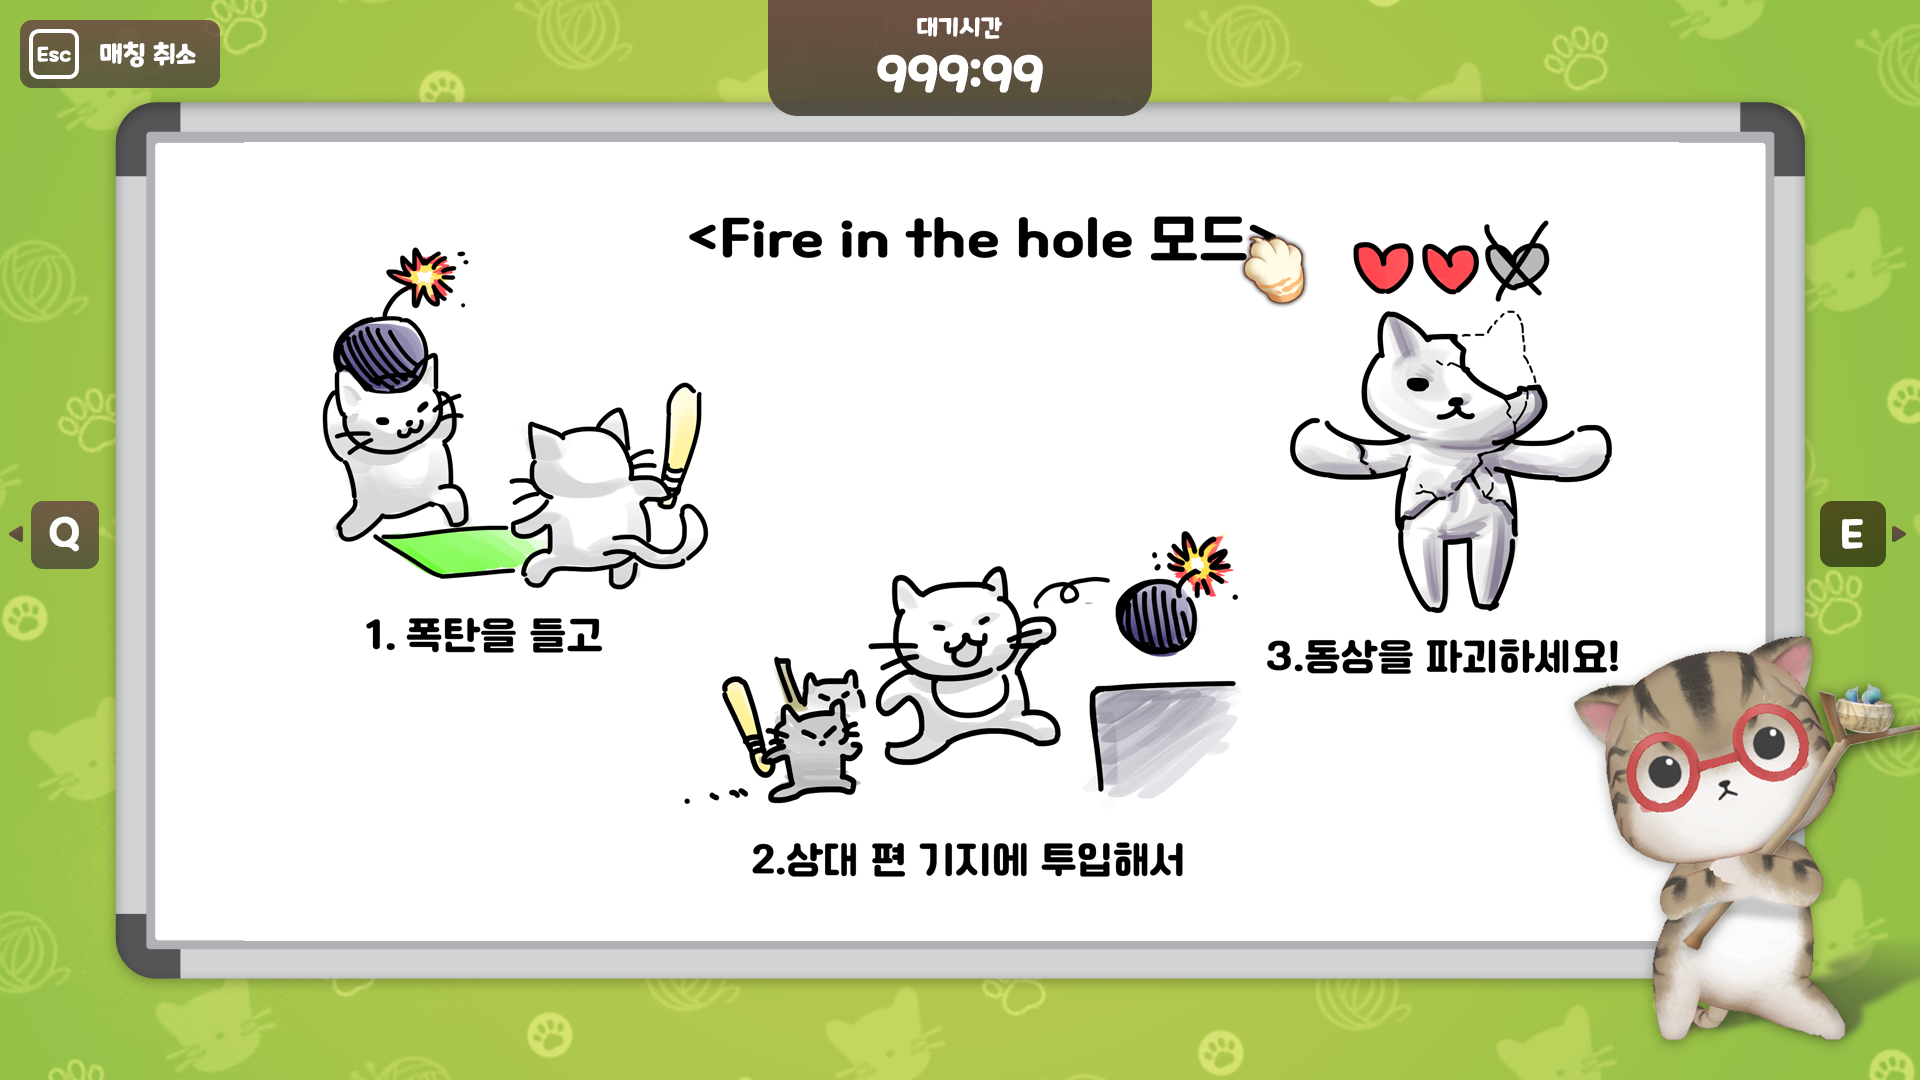 Esc 매칭 취소
대기시간
999:99
<Fire in the hole 모드>
1. 폭탄을 들고
2.상대 편 기지에 투입해서
3.동상을 파괴하세요!
Q
E